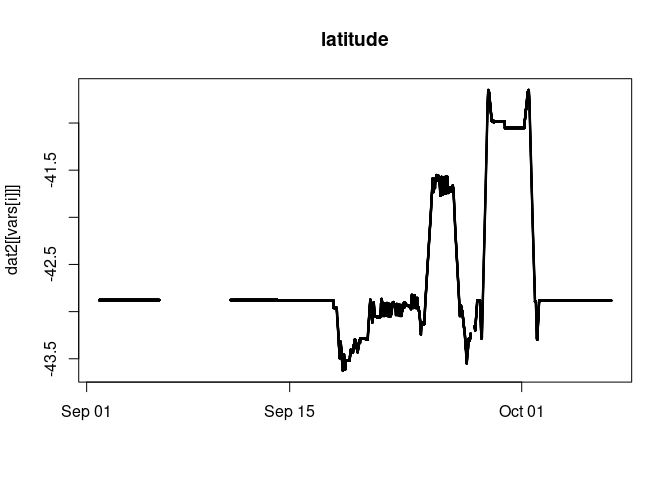 latitude
dat2[[vars[i]]]
-41.5
-42.5
-43.5
Sep 01
Sep 15
Oct 01